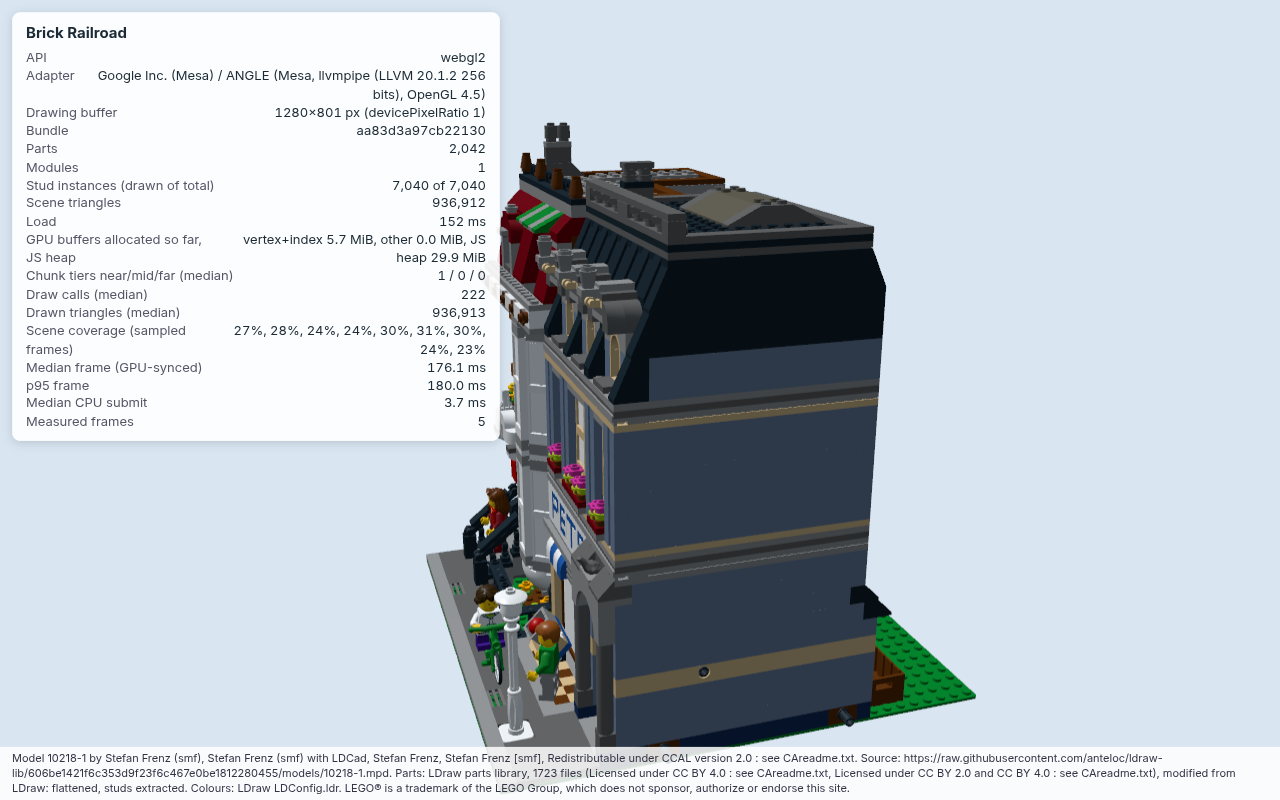 Brick Railroad
API webgl2
Adapter Google Inc. (Mesa) / ANGLE (Mesa, llvmpipe (LLVM 20.1.2 256
bits), OpenGL 4.5)
Drawing buffer 1280×801 px (devicePixelRatio 1)
Bundle aa83d3a97cb22130
Parts 2,042
Modules 1
Stud instances (drawn of total) 7,040 of 7,040
Scene triangles 936,912
Load 152 ms
GPU buffers allocated so far, vertex+index 5.7 MiB, other 0.0 MiB, JS
JS heap heap 29.9 MiB
Chunk tiers near/mid/far (median) 1 / 0 / 0
Draw calls (median) 222
Drawn triangles (median) 936,913
Scene coverage (sampled 27%, 28%, 24%, 24%, 30%, 31%, 30%,
frames) 24%, 23%
Median frame (GPU-synced) 176.1 ms
p95 frame 180.0 ms
Median CPU submit 3.7 ms
Measured frames 5
PET
Model 10218-1 by Stefan Frenz (smf), Stefan Frenz (smf) with LDCad, Stefan Frenz, Stefan Frenz [smf], Redistributable under CCAL version 2.0 : see CAreadme.txt. Source: https://raw.githubusercontent.com/anteloc/ldraw-
lib/606be1421f6c353d9f23f6c467e0be1812280455/models/10218-1.mpd. Parts: LDraw parts library, 1723 files (Licensed under CC BY 4.0 : see CAreadme.txt, Licensed under CC BY 2.0 and CC BY 4.0 : see CAreadme.txt), modified from
LDraw: flattened, studs extracted. Colours: LDraw LDConfig.ldr. LEGO® is a trademark of the LEGO Group, which does not sponsor, authorize or endorse this site.